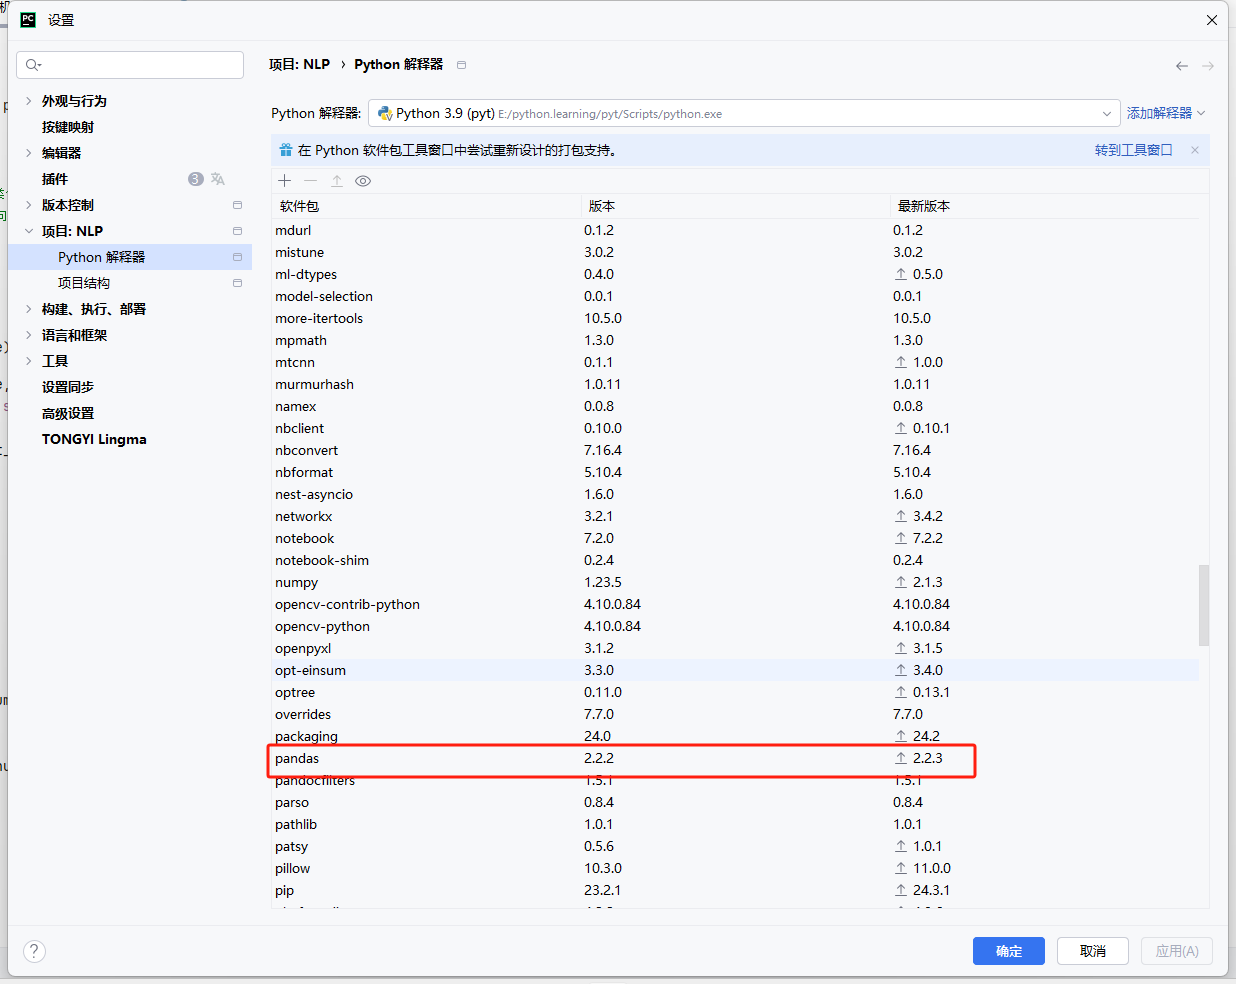 机
PC 设置
项目: NLP › Python 解释器
外观与行为
按键映射
编辑器
插件 3
版本控制
项目: NLP
Python 解释器
项目结构
构建、执行、部署
语言和框架
工具
设置同步
高级设置
TONGYI Lingma
Python 解释器: Python 3.9 (pyt) E:/python.learning/pyt/Scripts/python.exe 添加解释器
在 Python 软件包工具窗口中尝试重新设计的打包支持。 转到工具窗口
软件包 版本 最新版本
mdurl 0.1.2 0.1.2
mistune 3.0.2 3.0.2
ml-dtypes 0.4.0 0.5.0
model-selection 0.0.1 0.0.1
more-itertools 10.5.0 10.5.0
mpmath 1.3.0 1.3.0
mtcnn 0.1.1 1.0.0
murmurhash 1.0.11 1.0.11
namex 0.0.8 0.0.8
nbclient 0.10.0 0.10.1
nbconvert 7.16.4 7.16.4
nbformat 5.10.4 5.10.4
nest-asyncio 1.6.0 1.6.0
networkx 3.2.1 3.4.2
notebook 7.2.0 7.2.2
notebook-shim 0.2.4 0.2.4
numpy 1.23.5 2.1.3
opencv-contrib-python 4.10.0.84 4.10.0.84
opencv-python 4.10.0.84 4.10.0.84
openpyxl 3.1.2 3.1.5
opt-einsum 3.3.0 3.4.0
optree 0.11.0 0.13.1
overrides 7.7.0 7.7.0
packaging 24.0 24.2
pandas 2.2.2 2.2.3
pandocfilters 1.5.1 1.5.1
parso 0.8.4 0.8.4
pathlib 1.0.1 1.0.1
patsy 0.5.6 1.0.1
pillow 10.3.0 11.0.0
pip 23.2.1 24.3.1
? 确定 取消 应用(A)